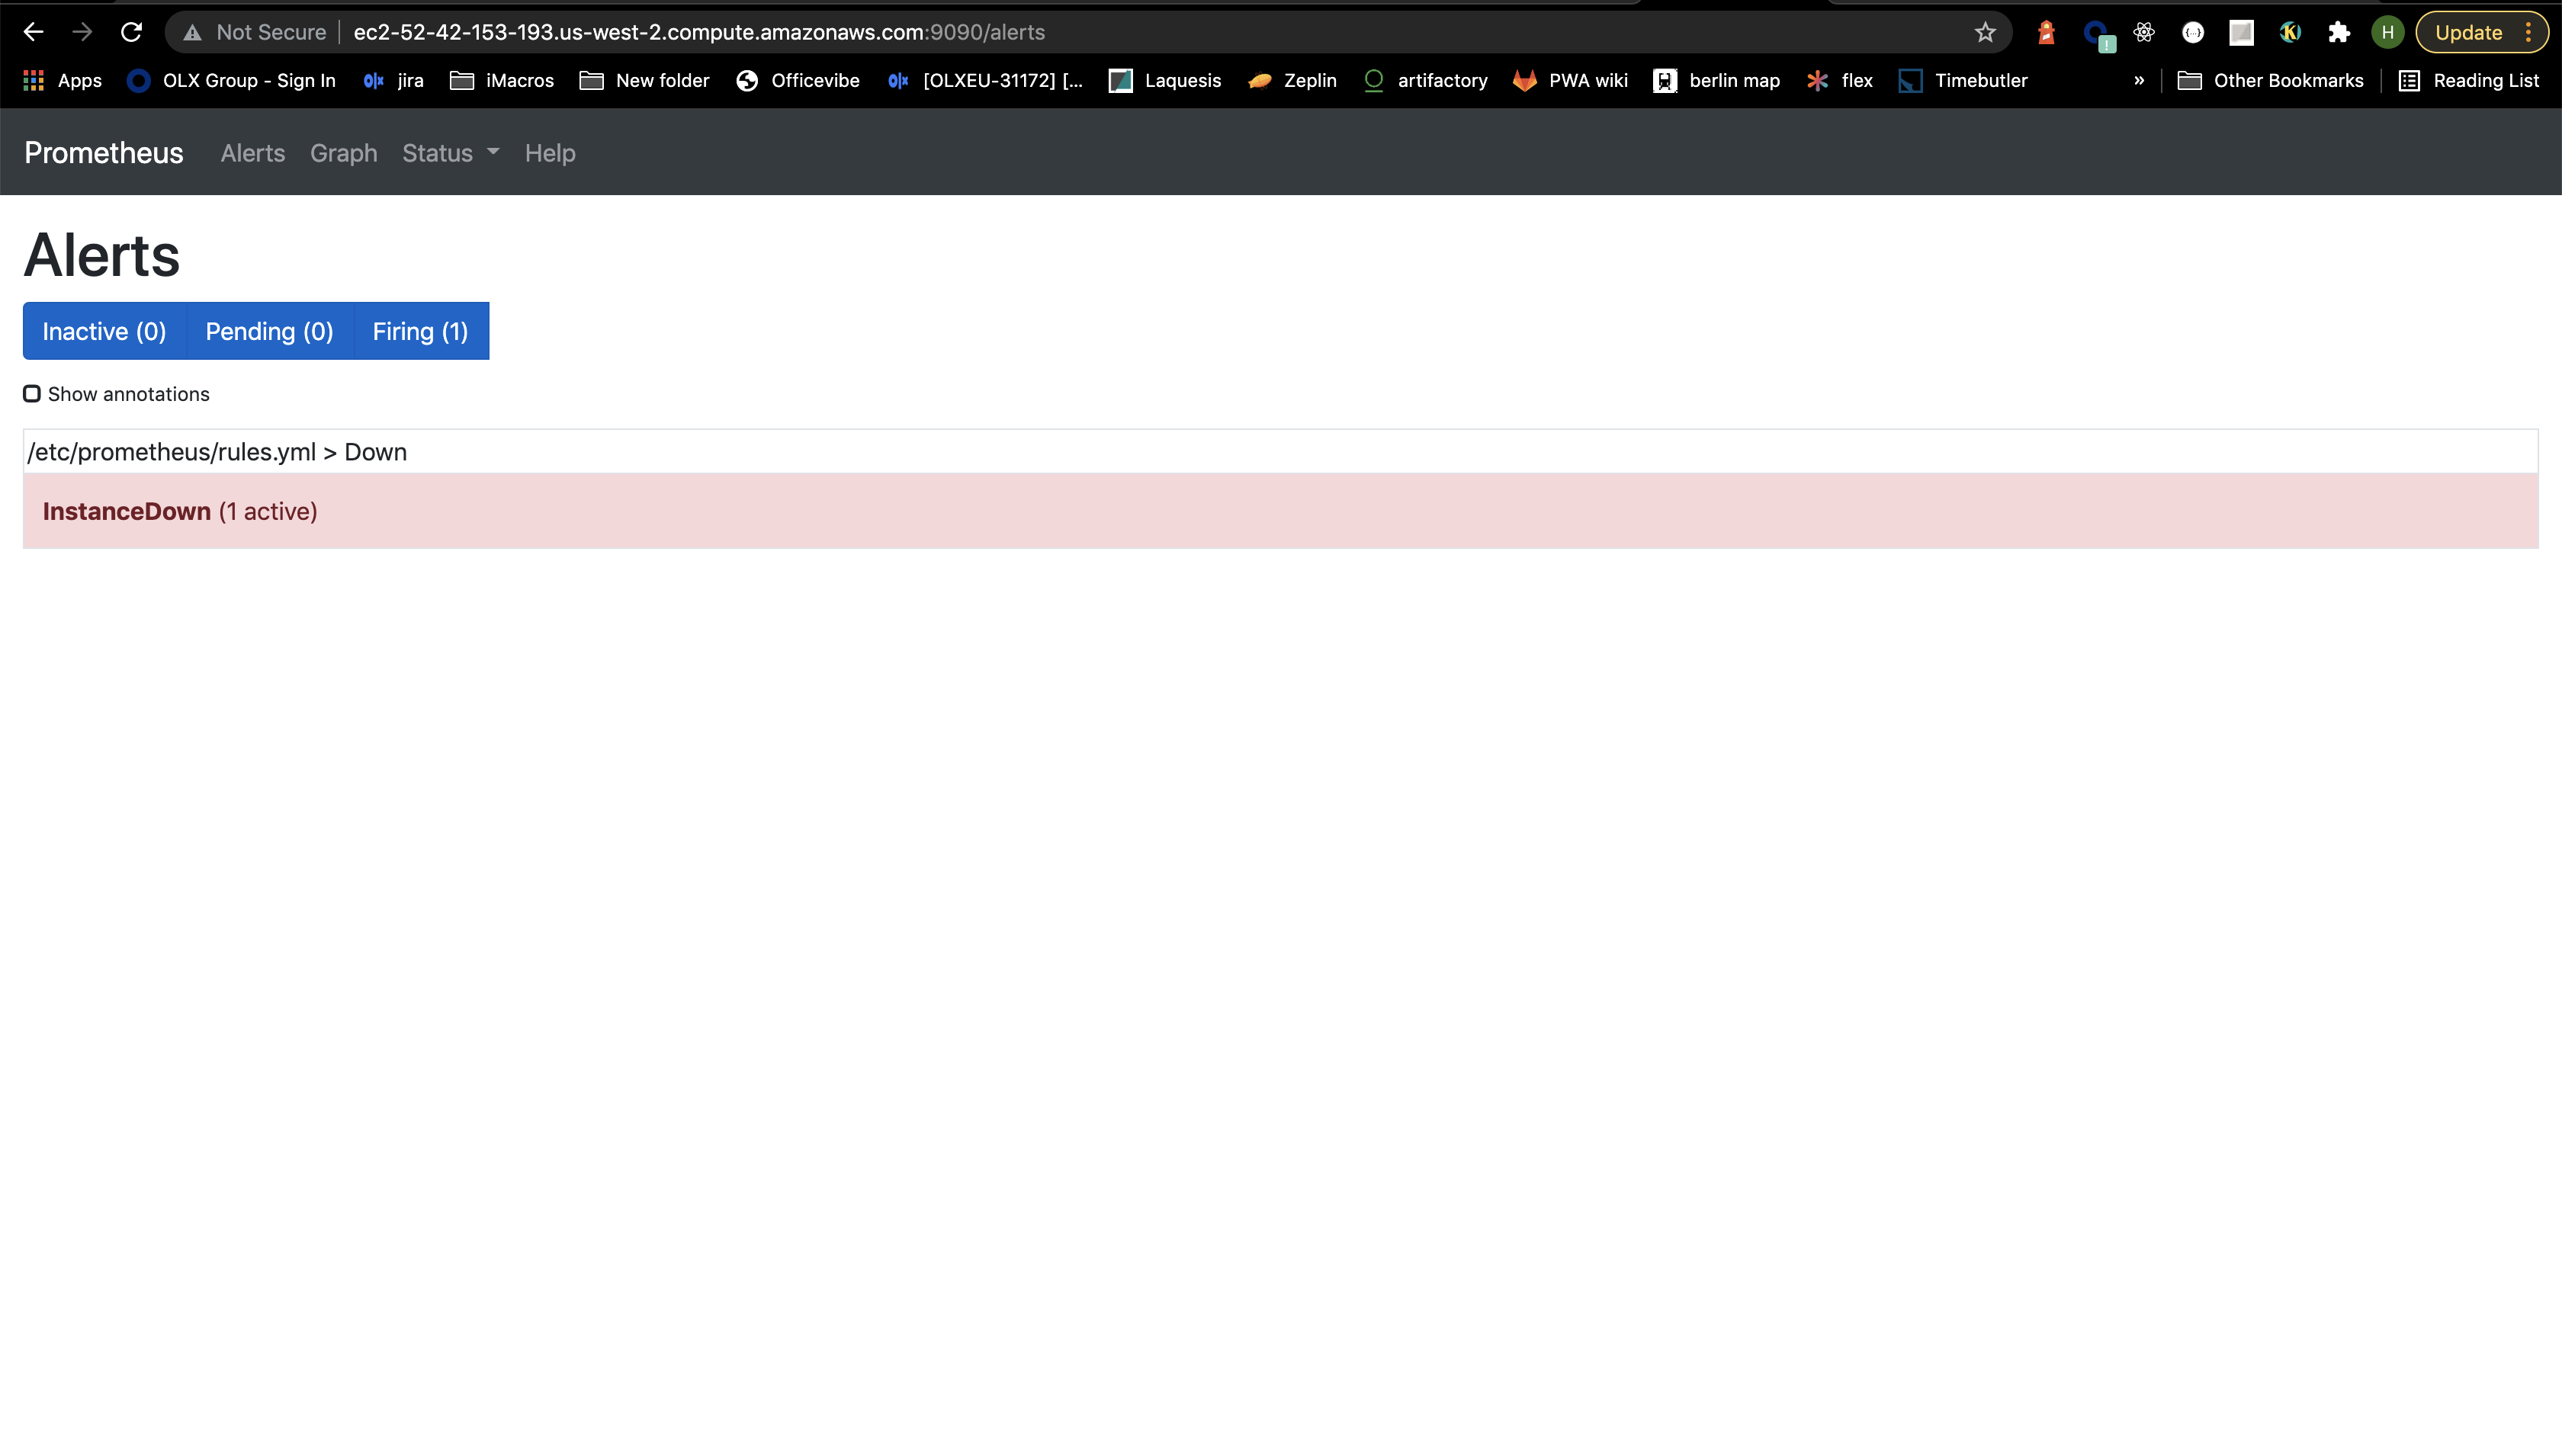 Not Secure ec2-52-42-153-193.us-west-2.compute.amazonaws.com:9090/alerts H Update
Apps OLX Group - Sign In jira iMacros New folder Officevibe [OLXEU-31172] [... Laquesis Zeplin artifactory PWA wiki berlin map flex Timebutler » Other Bookmarks Reading List
Prometheus Alerts Graph Status Help
Alerts
Inactive (0) Pending (0) Firing (1)
Show annotations
/etc/prometheus/rules.yml > Down
InstanceDown (1 active)